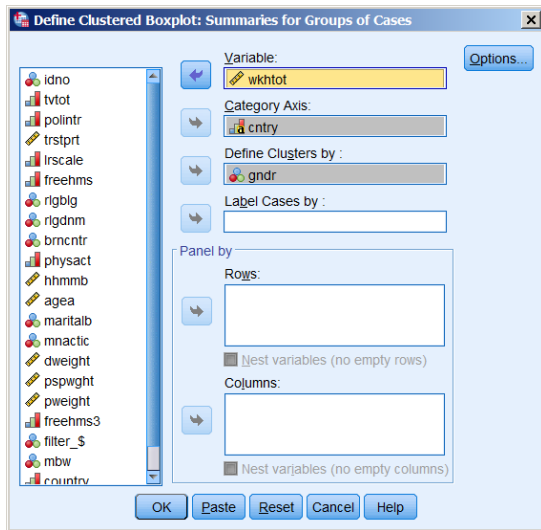 Define Clustered Boxplot: Summaries for Groups of Cases
idno
tvtot
polintr
trstprt
lrscale
freehms
rlgblg
rlgdnm
brncntr
physact
hhmmb
agea
maritalb
mnactic
dweight
pspwght
pweight
freehms3
filter_$
mbw
country
Variable:
wkhtot
Category Axis:
cntry
Define Clusters by :
gndr
Label Cases by :
Panel by
Rows:
Nest variables (no empty rows)
Columns:
Nest variables (no empty columns)
Options...
OK
Paste
Reset
Cancel
Help